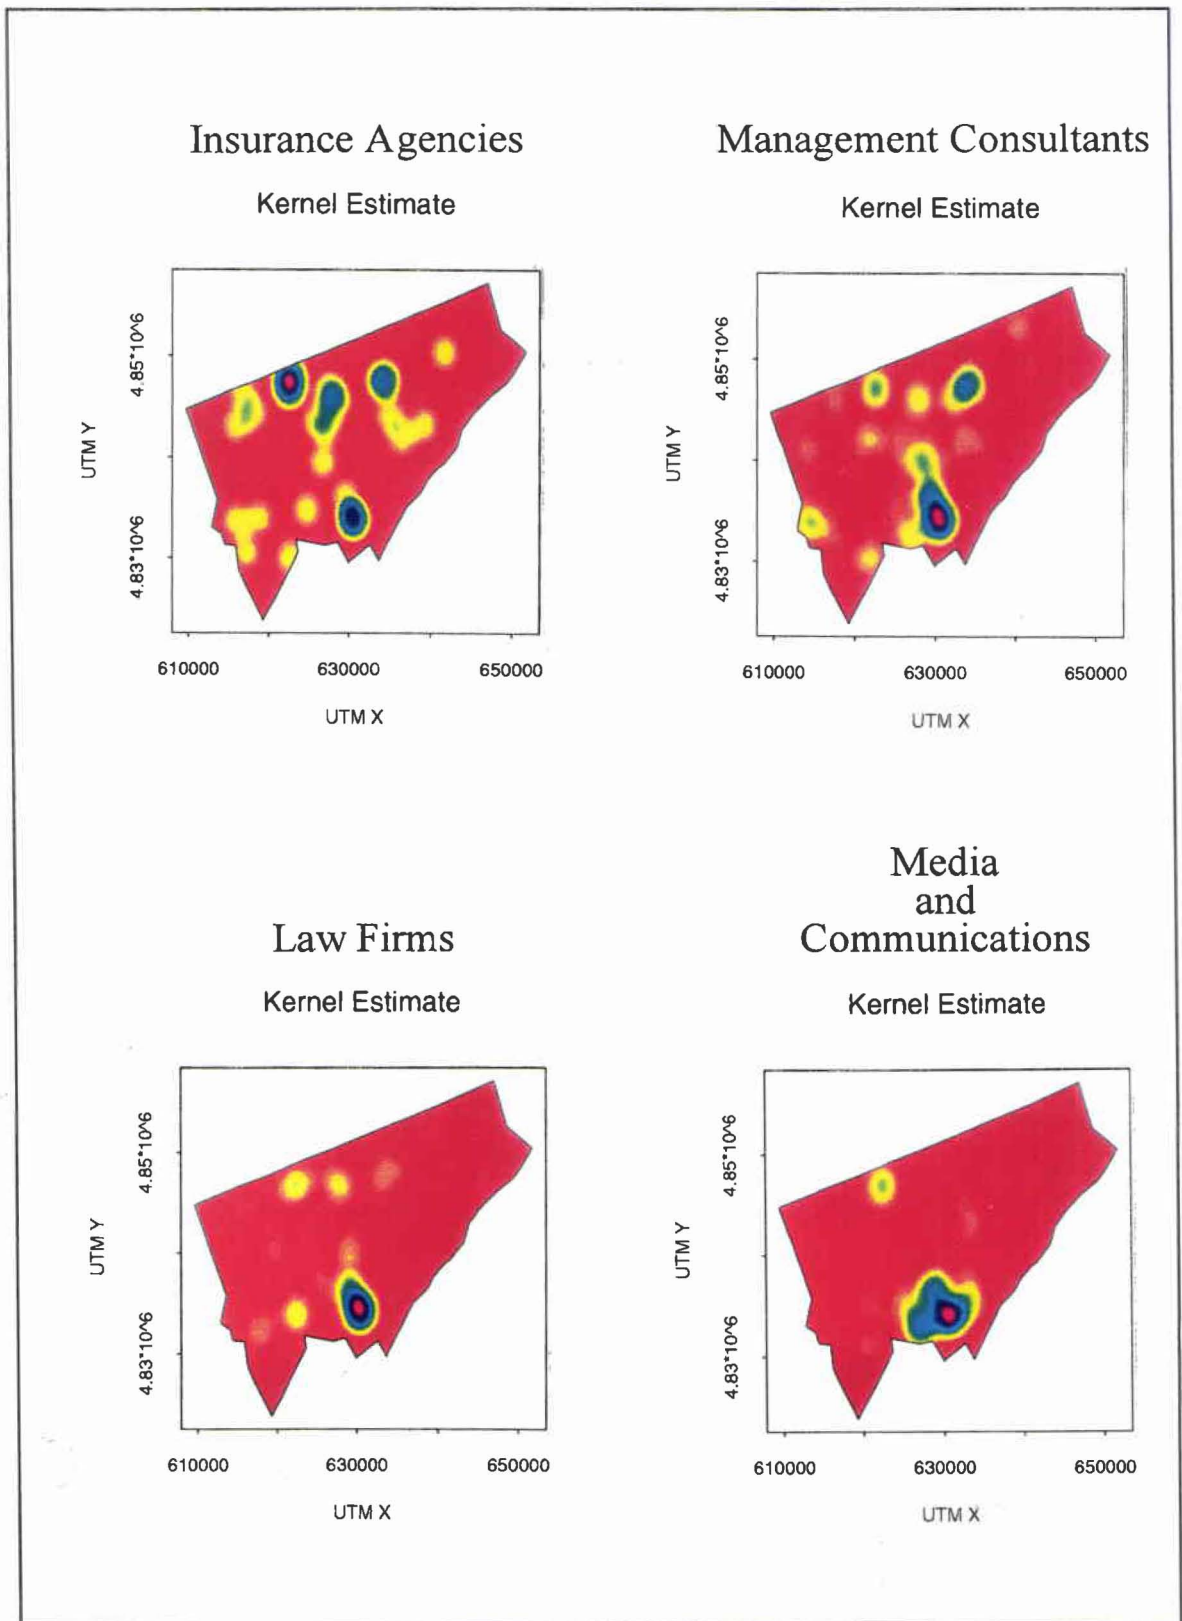 Insurance Agencies
Kernel Estimate
UTM Y
4.85*10^6
4.83*10^6
610000 630000 650000
UTM X
Management Consultants
Kernel Estimate
UTM Y
4.85*10^6
4.83*10^6
610000 630000 650000
UTM X
Law Firms
Kernel Estimate
UTM Y
4.85*10^6
4.83*10^6
610000 630000 650000
UTM X
Media
and
Communications
Kernel Estimate
UTM Y
4.85*10^6
4.83*10^6
610000 630000 650000
UTM X